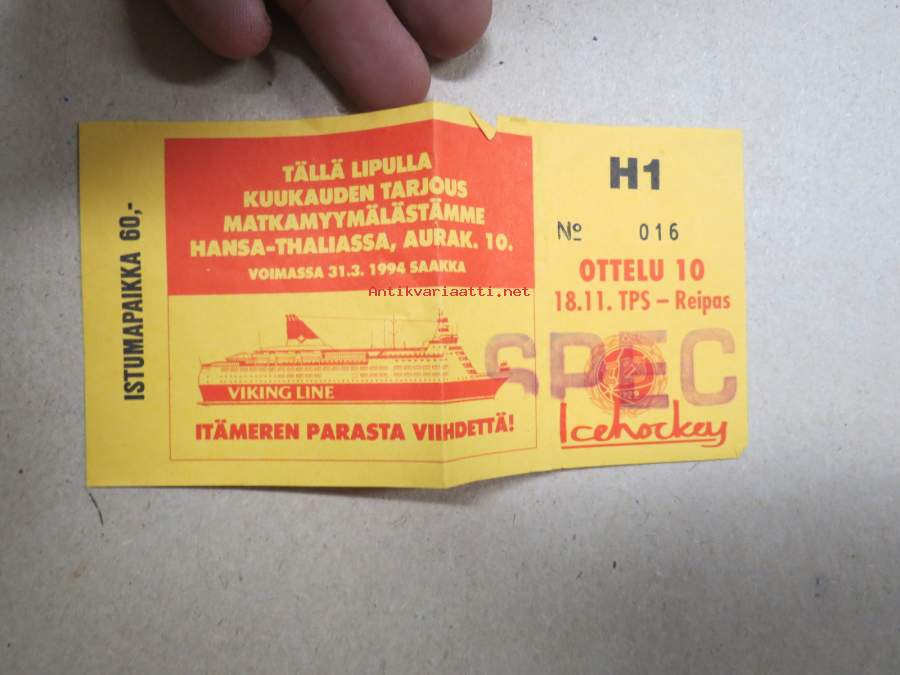 ISTUMAPAIKKA 60,-
TÄLLÄ LIPULLA
KUUKAUDEN TARJOUS
MATKAMYYMÄLÄSTÄMME
HANSA-THALIASSA, AURAK. 10.
VOIMASSA 31.3. 1994 SAAKKA
Antikvariaatti.net
VIKING LINE
ITÄMEREN PARASTA VIIHDETTÄ!
H1
Nº 016
OTTELU 10
18.11. TPS – Reipas
SPEC
Icehockey